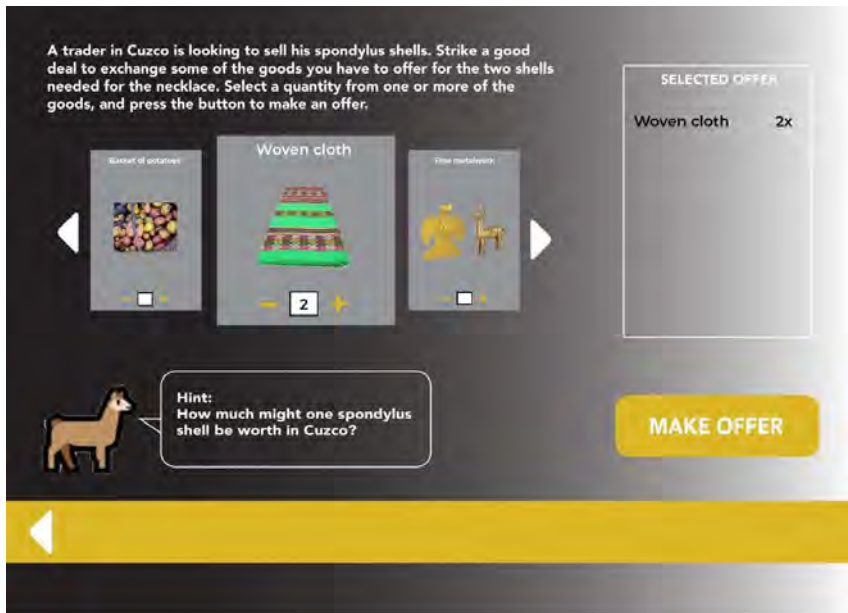 A trader in Cuzco is looking to sell his spondylus shells. Strike a good
deal to exchange some of the goods you have to offer for the two shells
needed for the necklace. Select a quantity from one or more of the
goods, and press the button to make an offer.
SELECTED OFFER
Woven cloth 2x
Basket of potatoes
Woven cloth
Fine metalwork
2
Hint:
How much might one spondylus
shell be worth in Cuzco?
MAKE OFFER